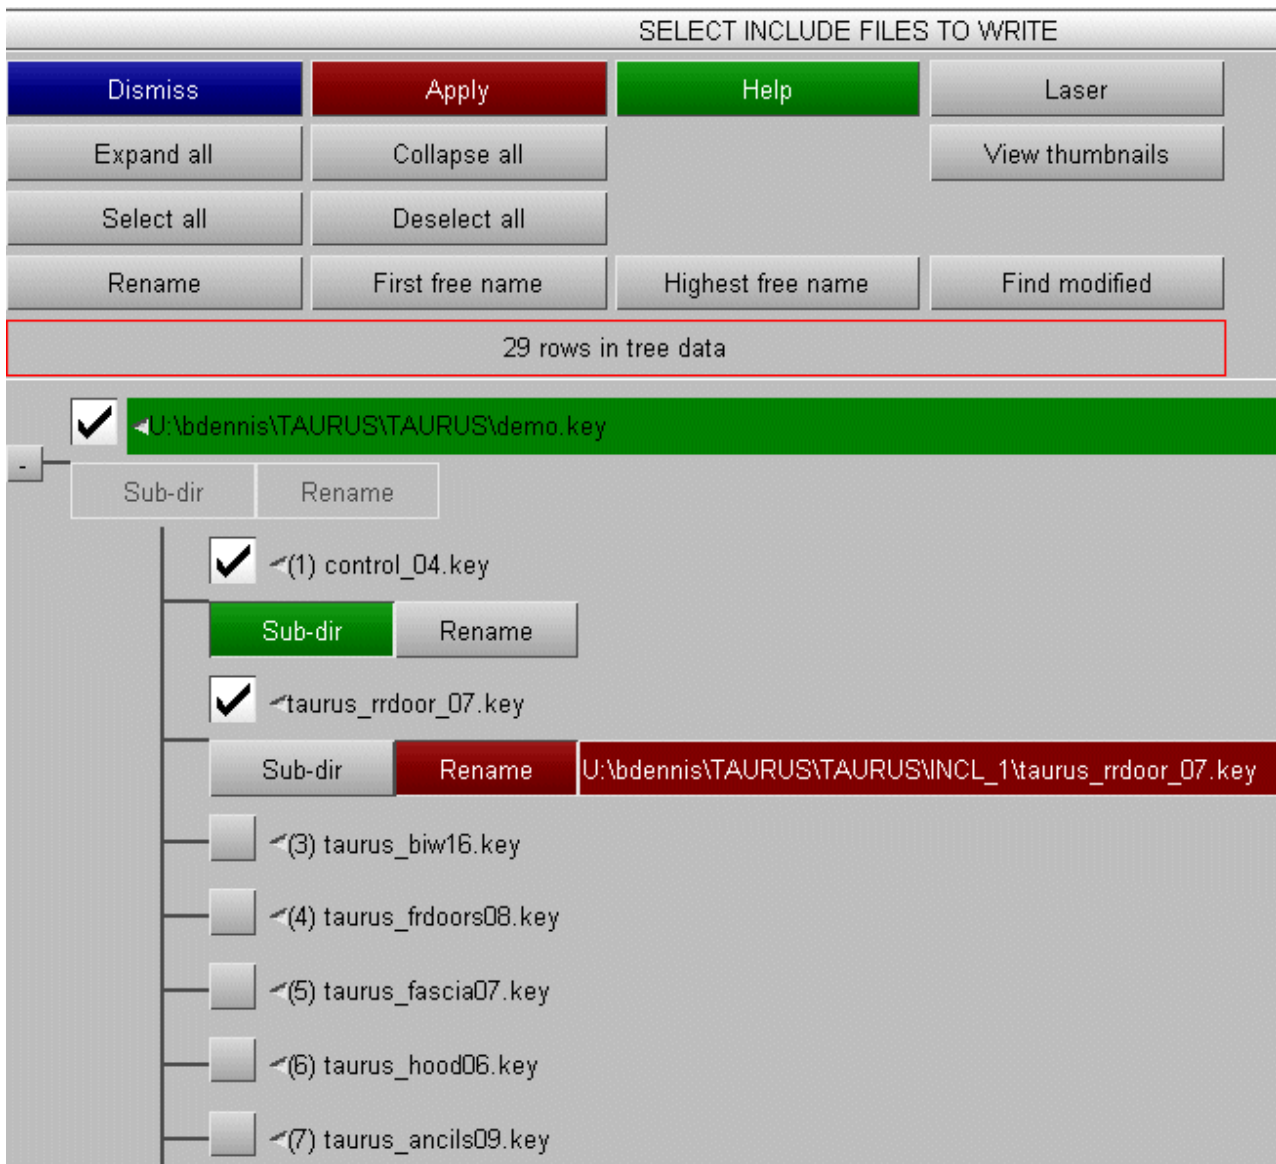 SELECT INCLUDE FILES TO WRITE
Dismiss Apply Help Laser
Expand all Collapse all View thumbnails
Select all Deselect all
Rename First free name Highest free name Find modified
29 rows in tree data
U:\bdennis\TAURUS\TAURUS\demo.key
-
Sub-dir Rename
(1) control_04.key
Sub-dir Rename
taurus_rrdoor_07.key
Sub-dir Rename U:\bdennis\TAURUS\TAURUS\INCL_1\taurus_rrdoor_07.key
(3) taurus_biw16.key
(4) taurus_frdoors08.key
(5) taurus_fascia07.key
(6) taurus_hood06.key
(7) taurus_ancils09.key